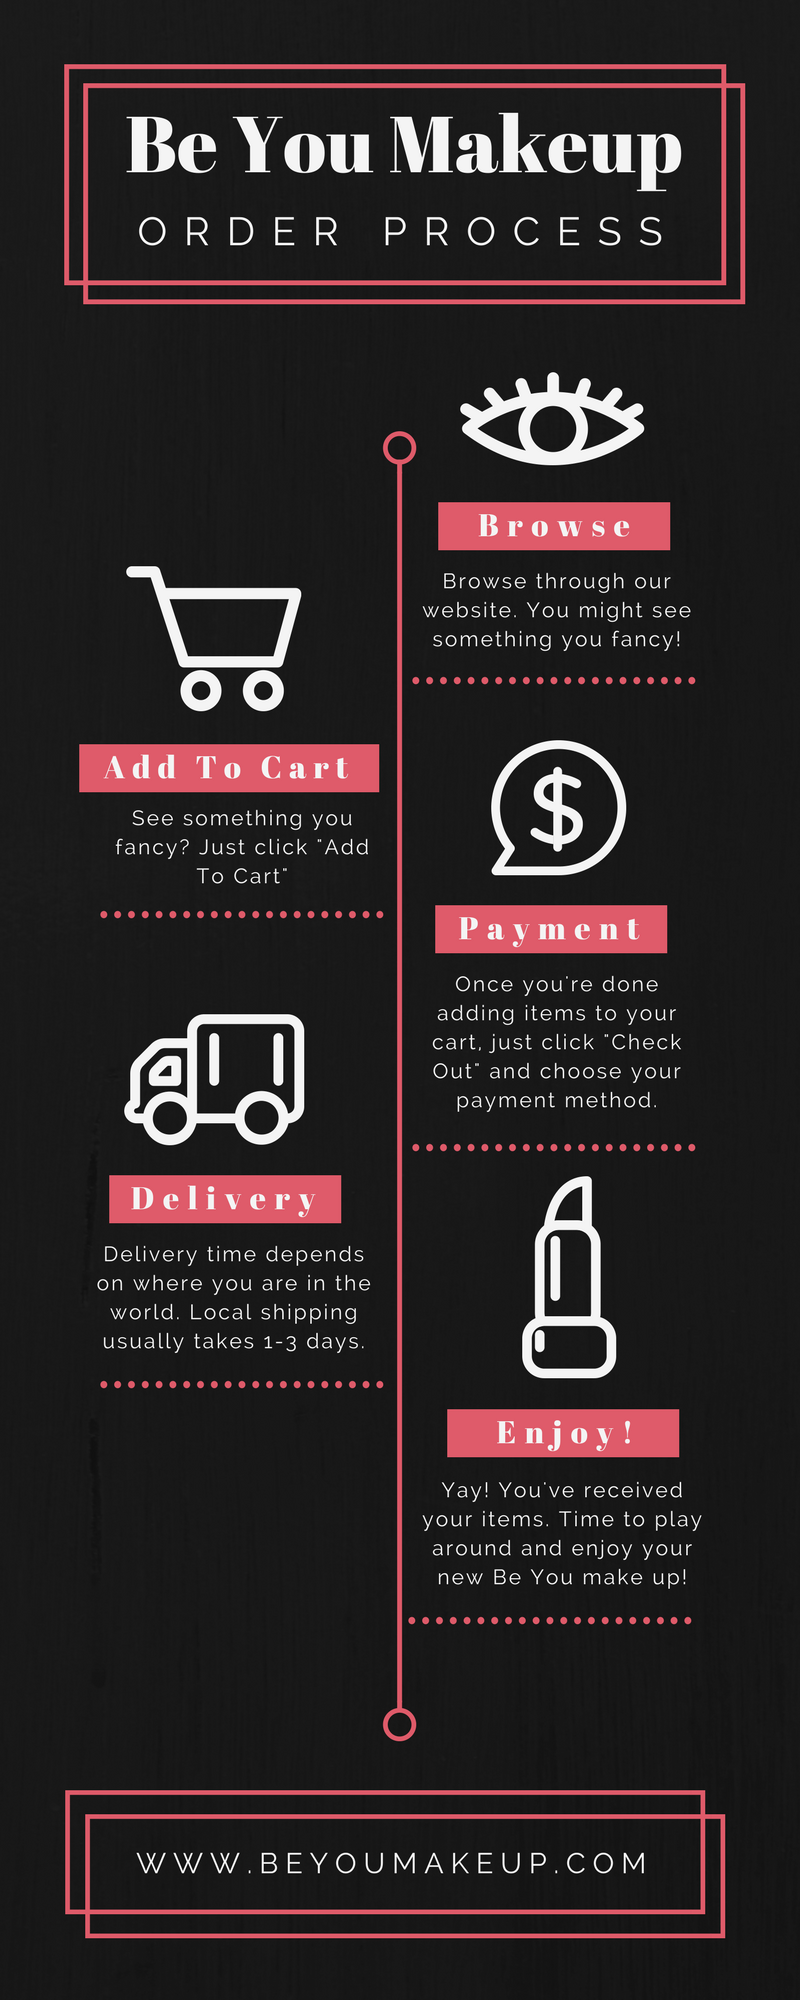 Be You Makeup
ORDER PROCESS
Browse
Browse through our
website. You might see
something you fancy!
Add To Cart
See something you
fancy? Just click "Add
To Cart"
Payment
Once you're done
adding items to your
cart, just click "Check
Out" and choose your
payment method.
Delivery
Delivery time depends
on where you are in the
world. Local shipping
usually takes 1-3 days.
Enjoy!
Yay! You've received
your items. Time to play
around and enjoy your
new Be You make up!
WWW.BEYOUMAKEUP.COM